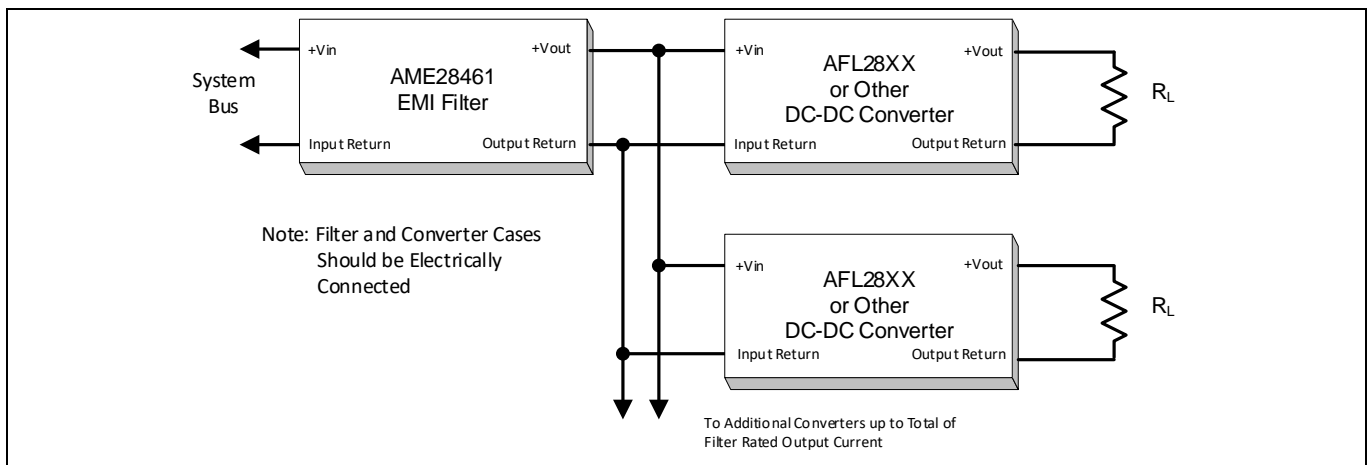 +Vin
+Vout
AME28461
EMI Filter
Input Return
Output Return
System
Bus
+Vin
+Vout
AFL28XX
or Other
DC-DC Converter
Input Return
Output Return
RL
Note: Filter and Converter Cases
Should be Electrically
Connected
+Vin
+Vout
AFL28XX
or Other
DC-DC Converter
Input Return
Output Return
RL
To Additional Converters up to Total of
Filter Rated Output Current